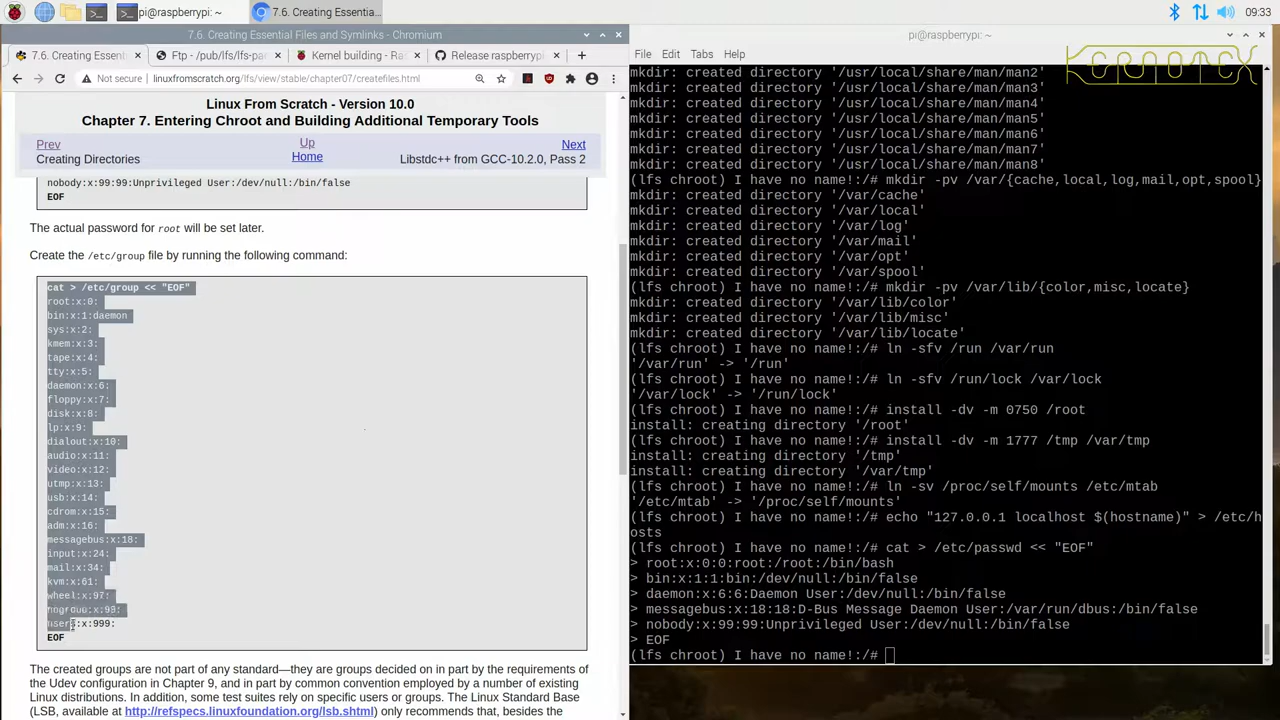 pi@raspberrypi: ~
7.6. Creating Essentia...
09:33
7.6. Creating Essential Files and Symlinks - Chromium
7.6. Creating Essenti
Ftp - /pub/lfs/lfs-pa
Kernel building - Ras
Release raspberrypi
Not secure | linuxfromscratch.org/lfs/view/stable/chapter07/createfiles.html
Linux From Scratch - Version 10.0
Chapter 7. Entering Chroot and Building Additional Temporary Tools
Prev
Up
Next
Creating Directories
Home
Libstdc++ from GCC-10.2.0, Pass 2
nobody:x:99:99:Unprivileged User:/dev/null:/bin/false
EOF
The actual password for root will be set later.
Create the /etc/group file by running the following command:
cat > /etc/group << "EOF"
root:x:0:
bin:x:1:daemon
sys:x:2:
kmem:x:3:
tape:x:4:
tty:x:5:
daemon:x:6:
floppy:x:7:
disk:x:8:
lp:x:9:
dialout:x:10:
audio:x:11:
video:x:12:
utmp:x:13:
usb:x:14:
cdrom:x:15:
adm:x:16:
messagebus:x:18:
input:x:24:
mail:x:34:
kvm:x:61:
wheel:x:97:
nogroup:x:99:
users:x:999:
EOF
The created groups are not part of any standard—they are groups decided on in part by the requirements of
the Udev configuration in Chapter 9, and in part by common convention employed by a number of existing
Linux distributions. In addition, some test suites rely on specific users or groups. The Linux Standard Base
(LSB, available at http://refspecs.linuxfoundation.org/lsb.shtml) only recommends that, besides the
pi@raspberrypi: ~
File Edit Tabs Help
mkdir: created directory '/usr/local/share/man/man2'
mkdir: created directory '/usr/local/share/man/man3'
mkdir: created directory '/usr/local/share/man/man4'
mkdir: created directory '/usr/local/share/man/man5'
mkdir: created directory '/usr/local/share/man/man6'
mkdir: created directory '/usr/local/share/man/man7'
mkdir: created directory '/usr/local/share/man/man8'
(lfs chroot) I have no name!:/# mkdir -pv /var/{cache,local,log,mail,opt,spool}
mkdir: created directory '/var/cache'
mkdir: created directory '/var/local'
mkdir: created directory '/var/log'
mkdir: created directory '/var/mail'
mkdir: created directory '/var/opt'
mkdir: created directory '/var/spool'
(lfs chroot) I have no name!:/# mkdir -pv /var/lib/{color,misc,locate}
mkdir: created directory '/var/lib/color'
mkdir: created directory '/var/lib/misc'
mkdir: created directory '/var/lib/locate'
(lfs chroot) I have no name!:/# ln -sfv /run /var/run
'/var/run' -> '/run'
(lfs chroot) I have no name!:/# ln -sfv /run/lock /var/lock
'/var/lock' -> '/run/lock'
(lfs chroot) I have no name!:/# install -dv -m 0750 /root
install: creating directory '/root'
(lfs chroot) I have no name!:/# install -dv -m 1777 /tmp /var/tmp
install: creating directory '/tmp'
install: creating directory '/var/tmp'
(lfs chroot) I have no name!:/# ln -sv /proc/self/mounts /etc/mtab
'/etc/mtab' -> '/proc/self/mounts'
(lfs chroot) I have no name!:/# echo "127.0.0.1 localhost $(hostname)" > /etc/h
osts
(lfs chroot) I have no name!:/# cat > /etc/passwd << "EOF"
> root:x:0:0:root:/root:/bin/bash
> bin:x:1:1:bin:/dev/null:/bin/false
> daemon:x:6:6:Daemon User:/dev/null:/bin/false
> messagebus:x:18:18:D-Bus Message Daemon User:/var/run/dbus:/bin/false
> nobody:x:99:99:Unprivileged User:/dev/null:/bin/false
> EOF
(lfs chroot) I have no name!:/#